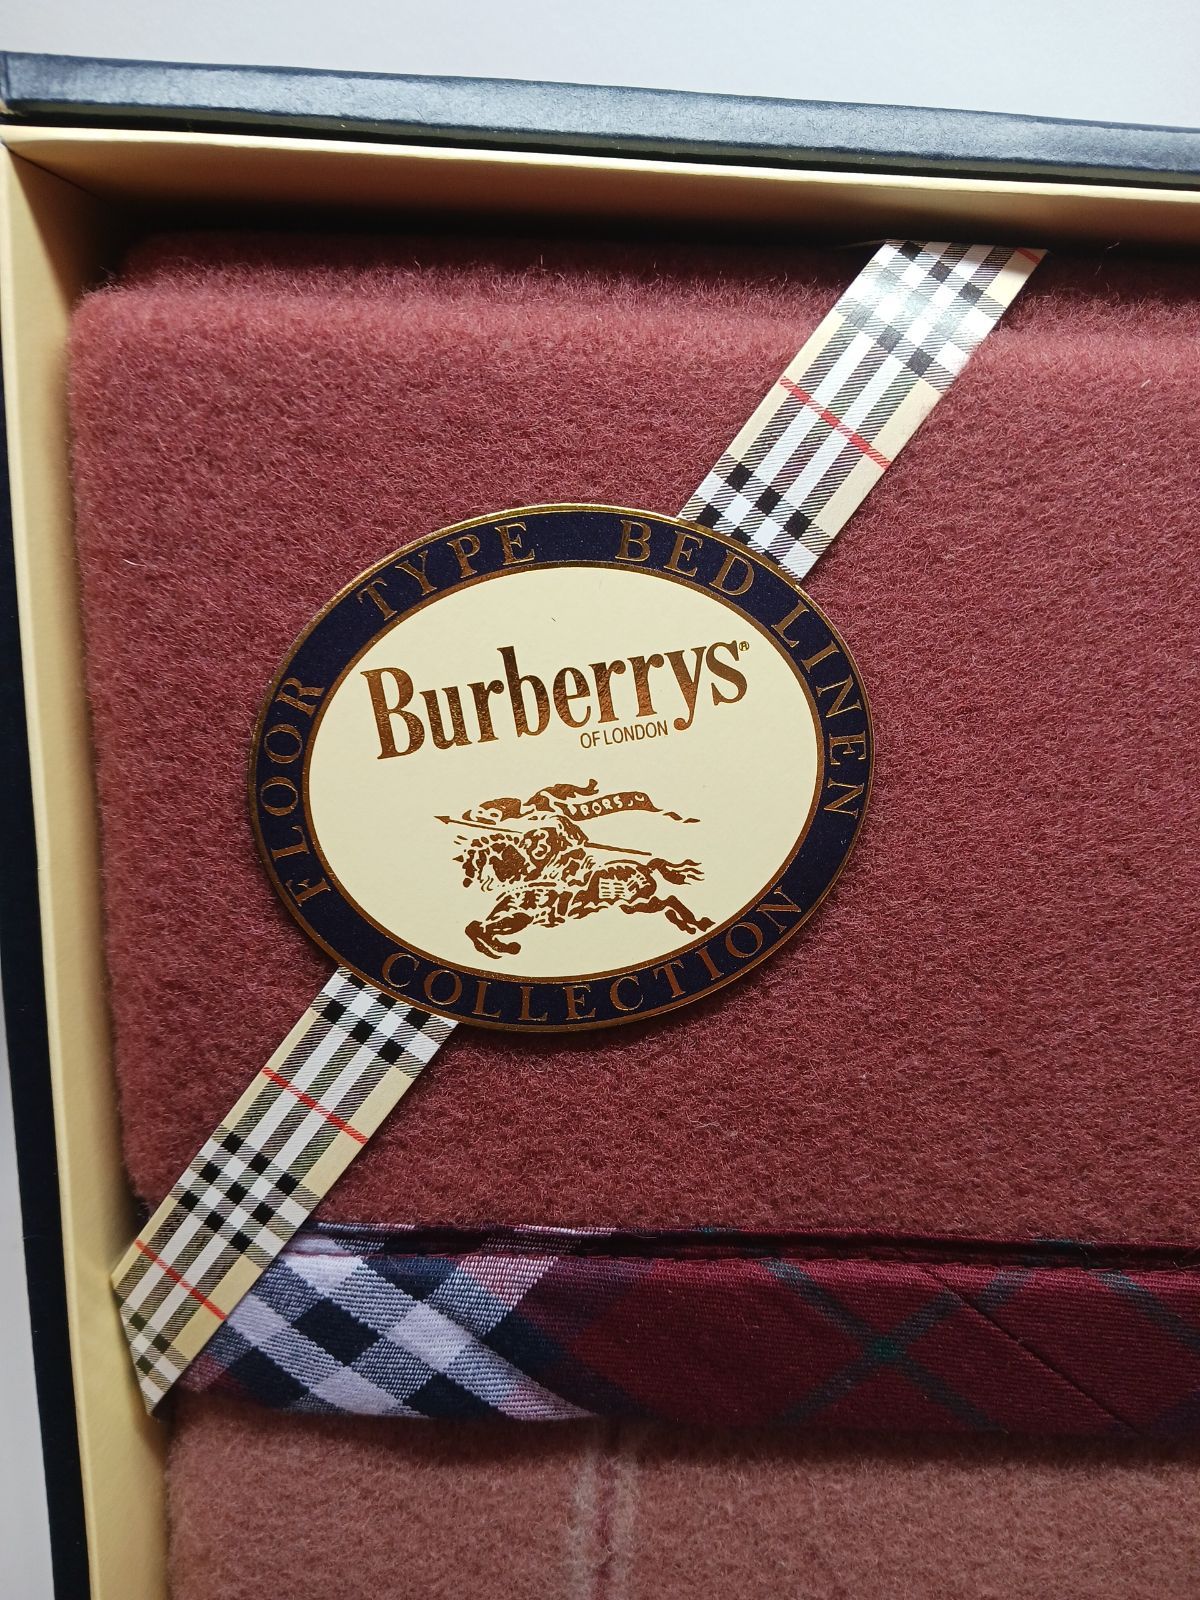 FLOOR TYPE BED LINEN
Burberrys®
OF LONDON
COLLECTION